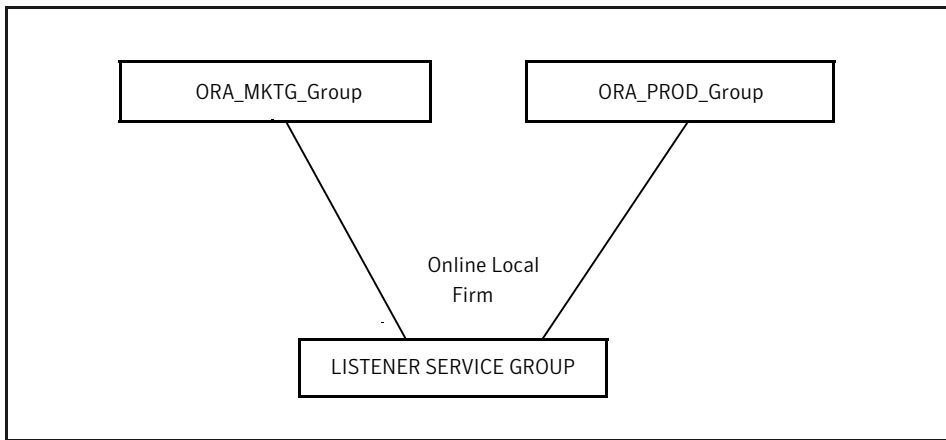 ORA_MKTG_Group
ORA_PROD_Group
Online Local
Firm
LISTENER SERVICE GROUP